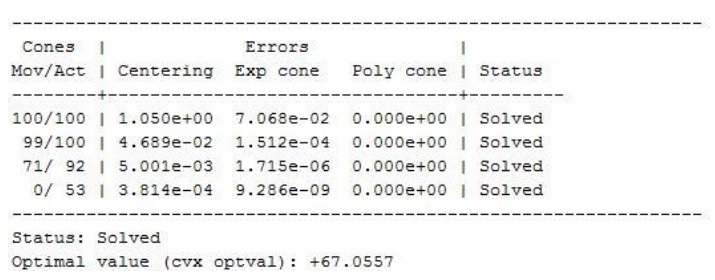 -----------------------------------------------------------------
 Cones  |             Errors              |
Mov/Act | Centering  Exp cone   Poly cone | Status
--------+---------------------------------+---------
100/100 | 1.050e+00  7.068e-02  0.000e+00 | Solved
 99/100 | 4.689e-02  1.512e-04  0.000e+00 | Solved
 71/ 92 | 5.001e-03  1.715e-06  0.000e+00 | Solved
  0/ 53 | 3.814e-04  9.286e-09  0.000e+00 | Solved
-----------------------------------------------------------------
Status: Solved
Optimal value (cvx optval): +67.0557